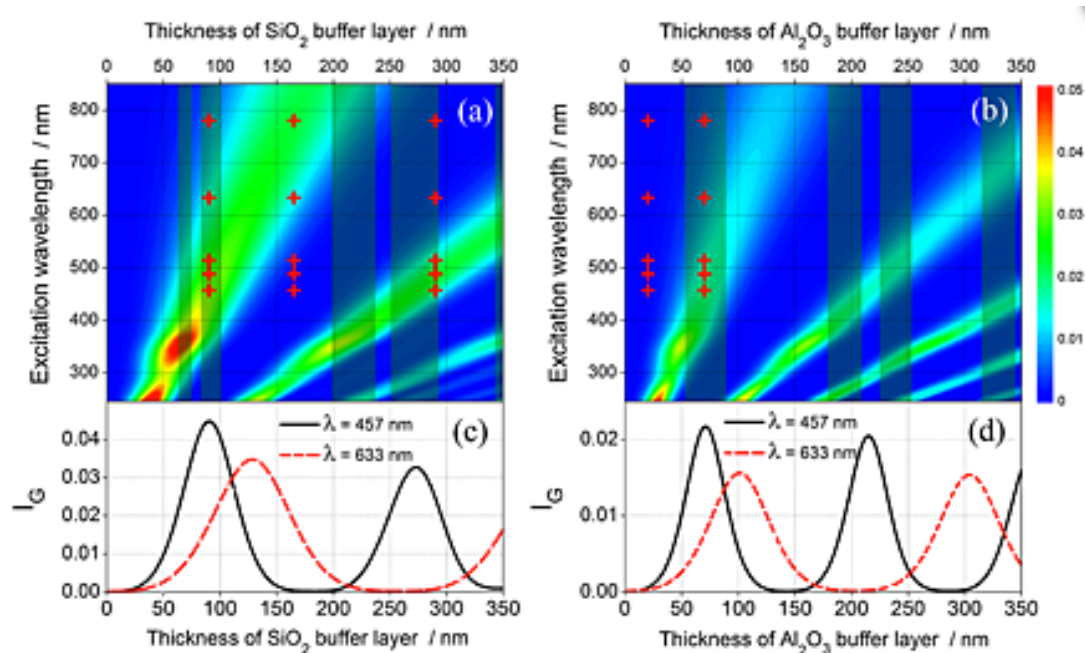 Thickness of SiO₂ buffer layer / nm
Thickness of Al₂O₃ buffer layer / nm
0 50 100 150 200 250 300 350
0 50 100 150 200 250 300 350
Excitation wavelength / nm
800
700
600
500
400
300
(a)
Excitation wavelength / nm
800
700
600
500
400
300
(b)
0.05
0.04
0.03
0.02
0.01
0
I_G
0.04
0.03
0.02
0.01
0.00
λ = 457 nm
λ = 633 nm
(c)
I_G
0.02
0.01
0.00
λ = 457 nm
λ = 633 nm
(d)
0 50 100 150 200 250 300 350
0 50 100 150 200 250 300 350
Thickness of SiO₂ buffer layer / nm
Thickness of Al₂O₃ buffer layer / nm